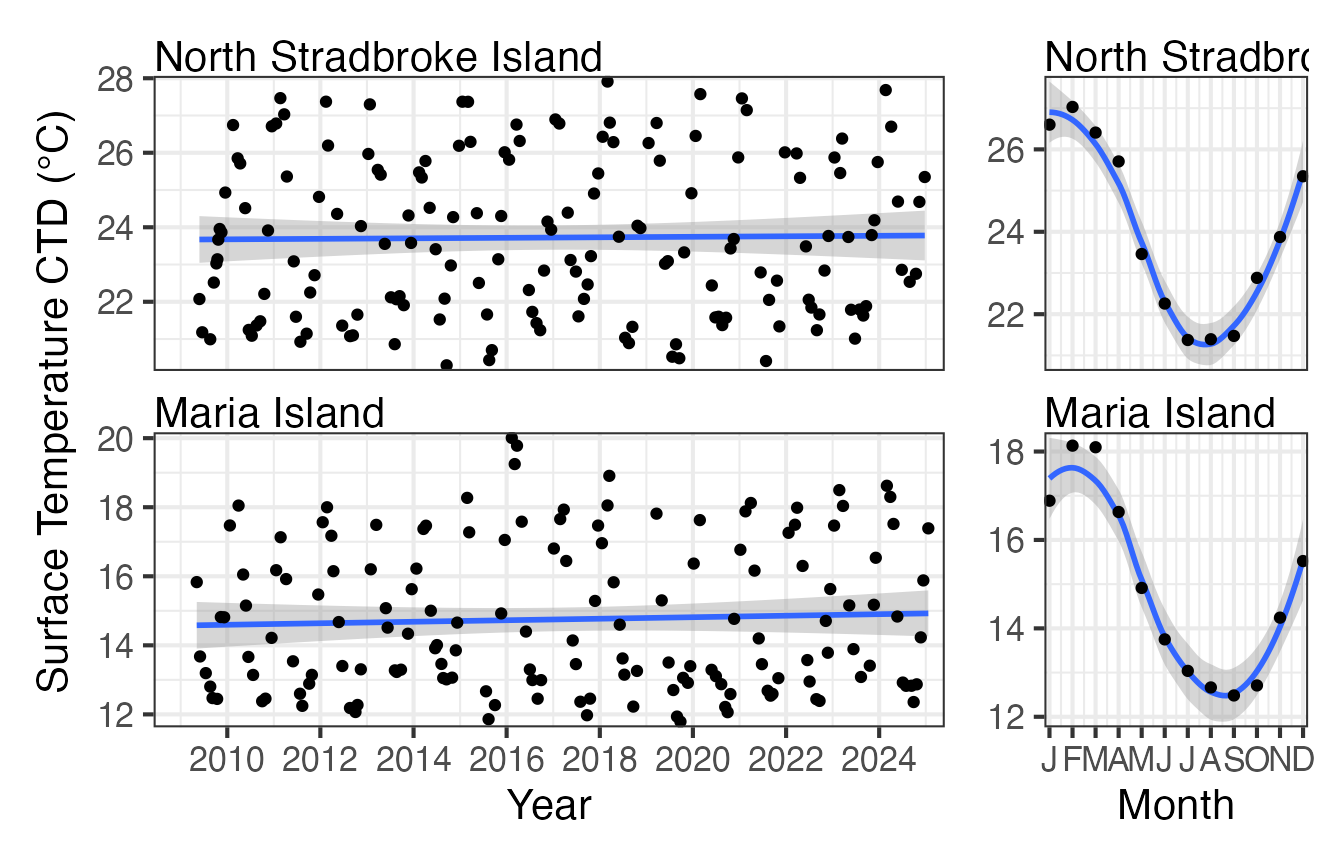 North Stradbroke Island
North Stradbro
Surface Temperature CTD (°C)
28
26
24
22
26
24
22
Maria Island
Maria Island
20
18
16
14
12
18
16
14
12
2010 2012 2014 2016 2018 2020 2022 2024
J F M A M J J A S O N D
Year
Month